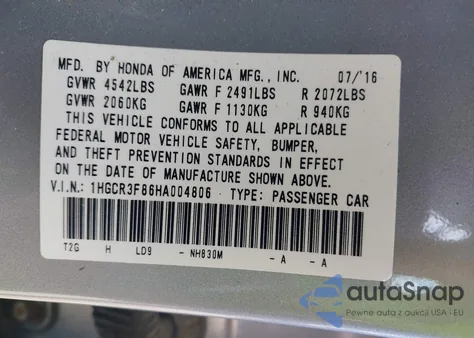 MFD. BY HONDA OF AMERICA MFG., INC. 07/'16
GVWR 4542LBS GAWR F 2491LBS R 2072LBS
GVWR 2060KG GAWR F 1130KG R 940KG
THIS VEHICLE CONFORMS TO ALL APPLICABLE
FEDERAL MOTOR VEHICLE SAFETY, BUMPER,
AND THEFT PREVENTION STANDARDS IN EFFECT
ON THE DATE OF MANUFACTURE SHOWN ABOVE.
V.I.N.: 1HGCR3F86HA004806 TYPE: PASSENGER CAR
T2G H LD9 - NH830M - A - A
autoSnap
Pewne auta z aukcji USA - EU